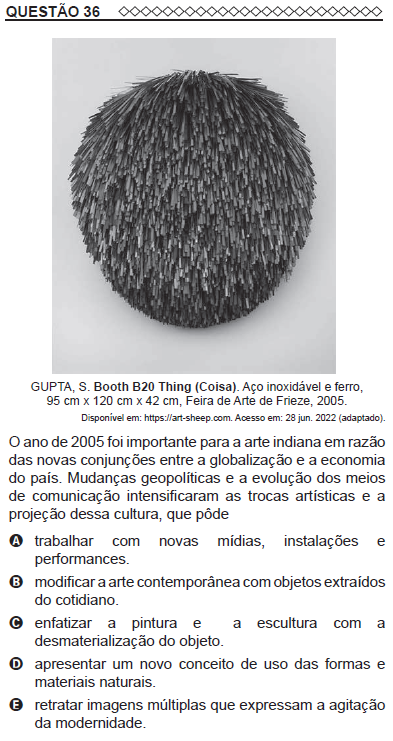 QUESTÃO 36
GUPTA, S. Booth B20 Thing (Coisa). Aço inoxidável e ferro,
95 cm x 120 cm x 42 cm, Feira de Arte de Frieze, 2005.
Disponível em: https://art-sheep.com. Acesso em: 28 jun. 2022 (adaptado).
O ano de 2005 foi importante para a arte indiana em razão
das novas conjunções entre a globalização e a economia
do país. Mudanças geopolíticas e a evolução dos meios
de comunicação intensificaram as trocas artísticas e a
projeção dessa cultura, que pôde
A trabalhar com novas mídias, instalações e
performances.
B modificar a arte contemporânea com objetos extraídos
do cotidiano.
C enfatizar a pintura e a escultura com a
desmaterialização do objeto.
D apresentar um novo conceito de uso das formas e
materiais naturais.
E retratar imagens múltiplas que expressam a agitação
da modernidade.